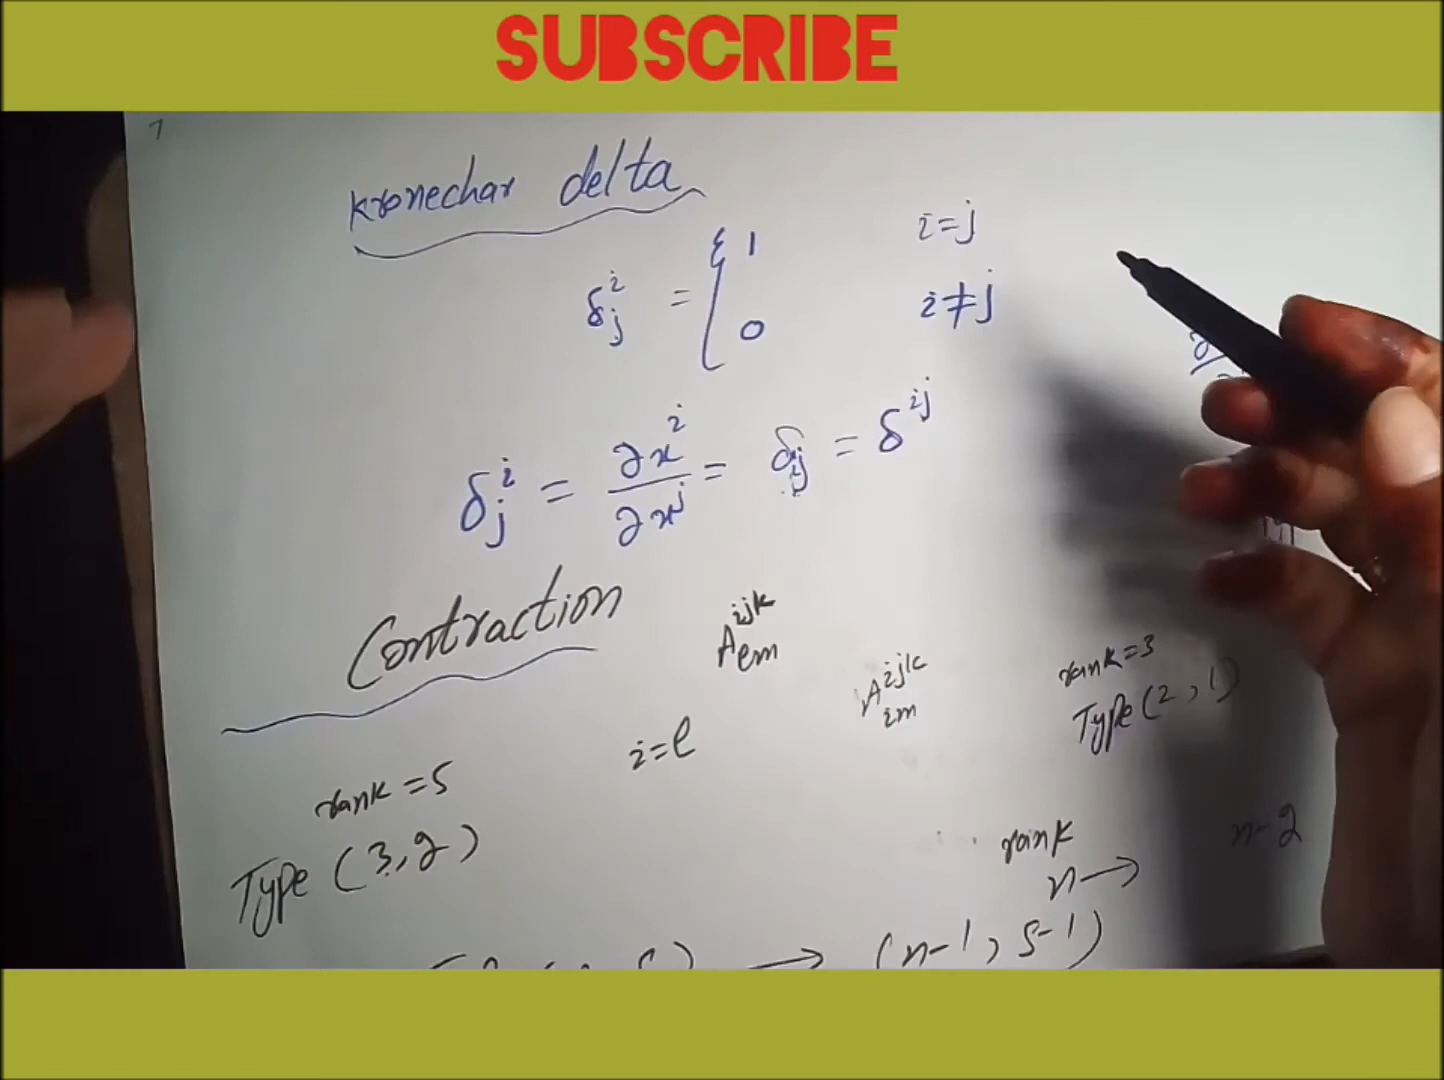 SUBSCRIBE
kronechar delta
δ^i_j = { 1 i=j
0 i≠j
δ^i_j = ∂x^i/∂x^j = δ_ij = δ^ij
Contraction A^ijk_em
A^ijk_im rank=3
Type (2,1)
i=e
rank=5
Type (3,2)
rank
n→ n-2
→ (n-1, s-1)